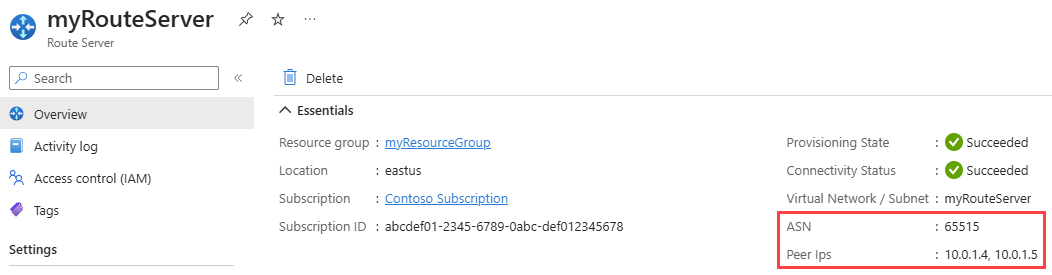 myRouteServer
Route Server
Search
Overview
Activity log
Access control (IAM)
Tags
Settings
Delete
Essentials
Resource group : myResourceGroup
Location : eastus
Subscription : Contoso Subscription
Subscription ID : abcdef01-2345-6789-0abc-def012345678
Provisioning State : Succeeded
Connectivity Status : Succeeded
Virtual Network / Subnet : myRouteServer
ASN : 65515
Peer Ips : 10.0.1.4, 10.0.1.5